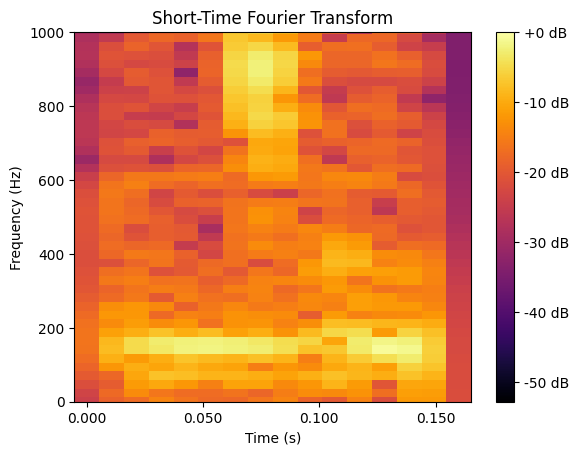 Short-Time Fourier Transform
Frequency (Hz)
1000
800
600
400
200
0
0.000 0.050 0.100 0.150
Time (s)
+0 dB
-10 dB
-20 dB
-30 dB
-40 dB
-50 dB